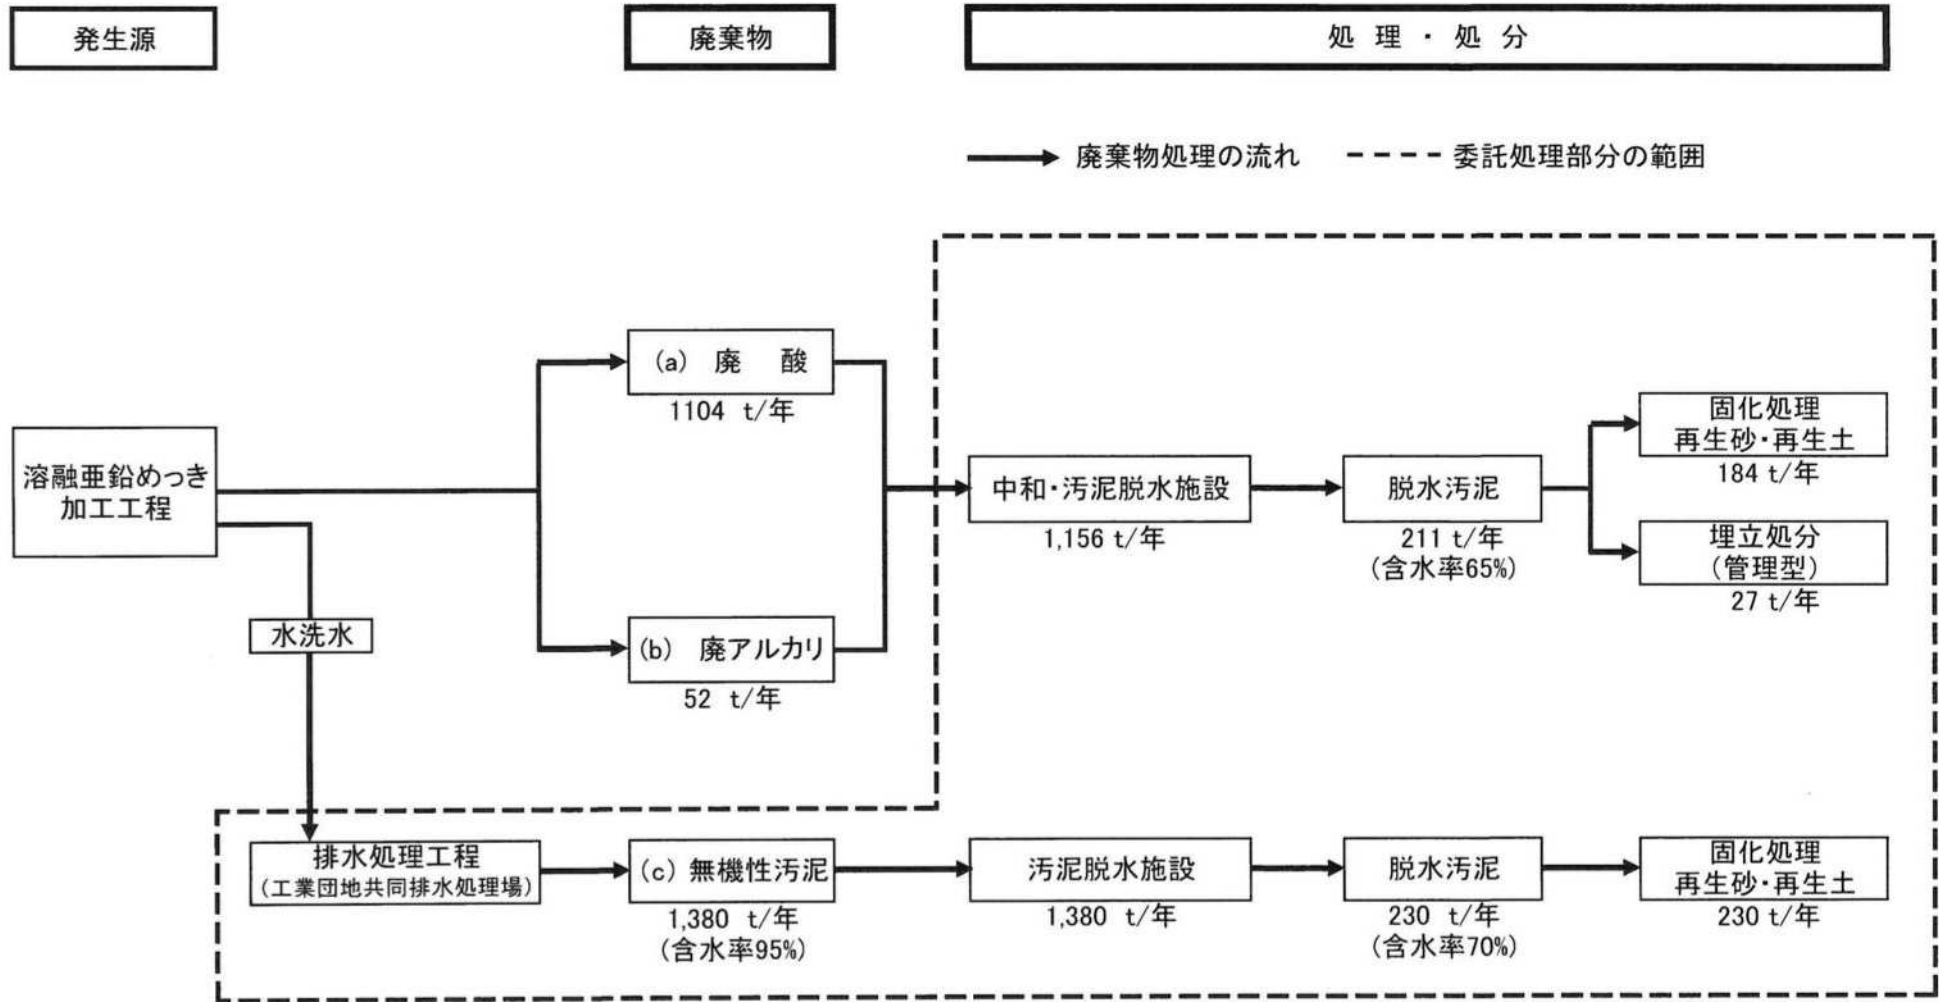 発生源
廃棄物
処 理 ・ 処 分
廃棄物処理の流れ
委託処理部分の範囲
溶融亜鉛めっき
加工工程
水洗水
(a) 廃 酸
1104 t/年
(b) 廃アルカリ
52 t/年
中和・汚泥脱水施設
1,156 t/年
脱水汚泥
211 t/年
(含水率65%)
固化処理
再生砂・再生土
184 t/年
埋立処分
(管理型)
27 t/年
排水処理工程
(工業団地共同排水処理場)
(c) 無機性汚泥
1,380 t/年
(含水率95%)
汚泥脱水施設
1,380 t/年
脱水汚泥
230 t/年
(含水率70%)
固化処理
再生砂・再生土
230 t/年